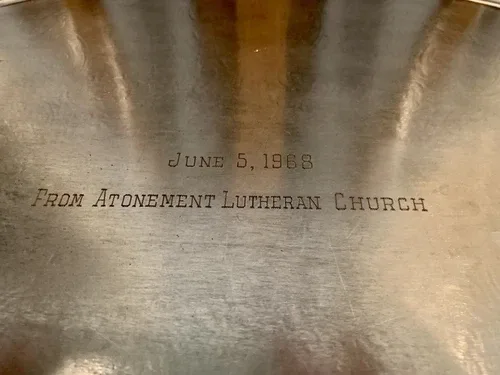 JUNE 5, 1968
FROM ATONEMENT LUTHERAN CHURCH